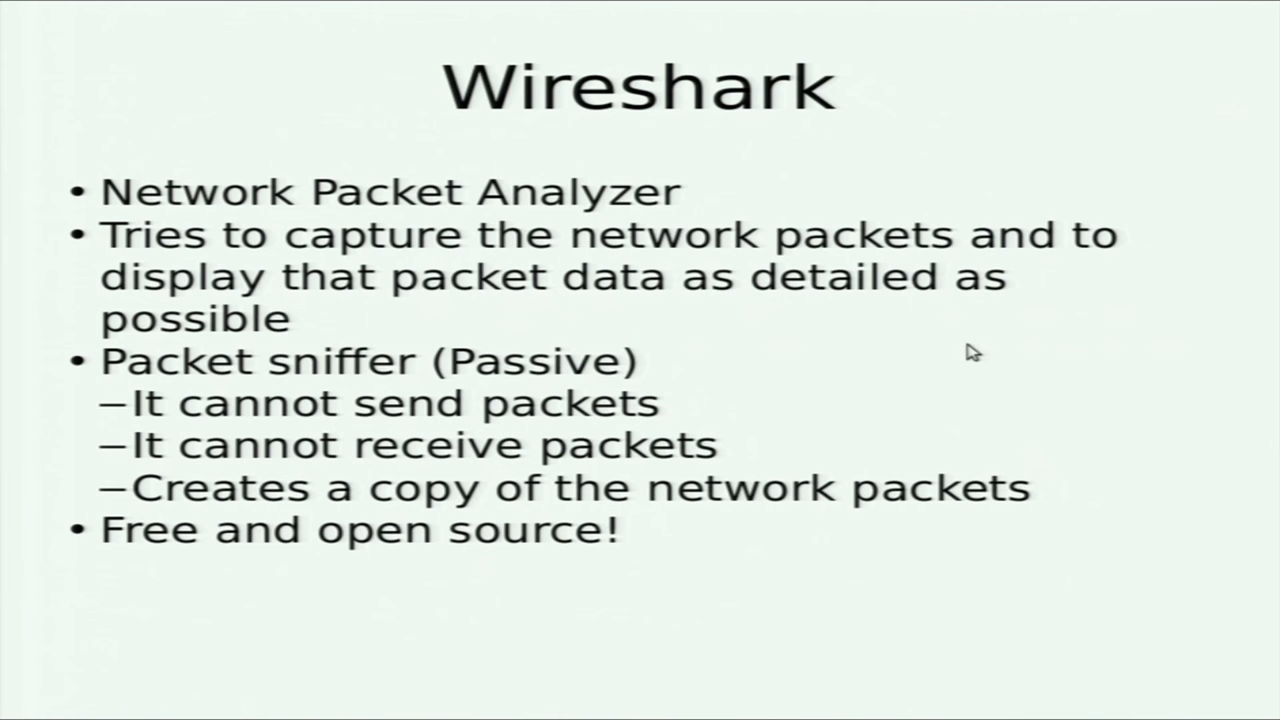 Wireshark
• Network Packet Analyzer
• Tries to capture the network packets and to
display that packet data as detailed as
possible
• Packet sniffer (Passive)
–It cannot send packets
–It cannot receive packets
–Creates a copy of the network packets
• Free and open source!